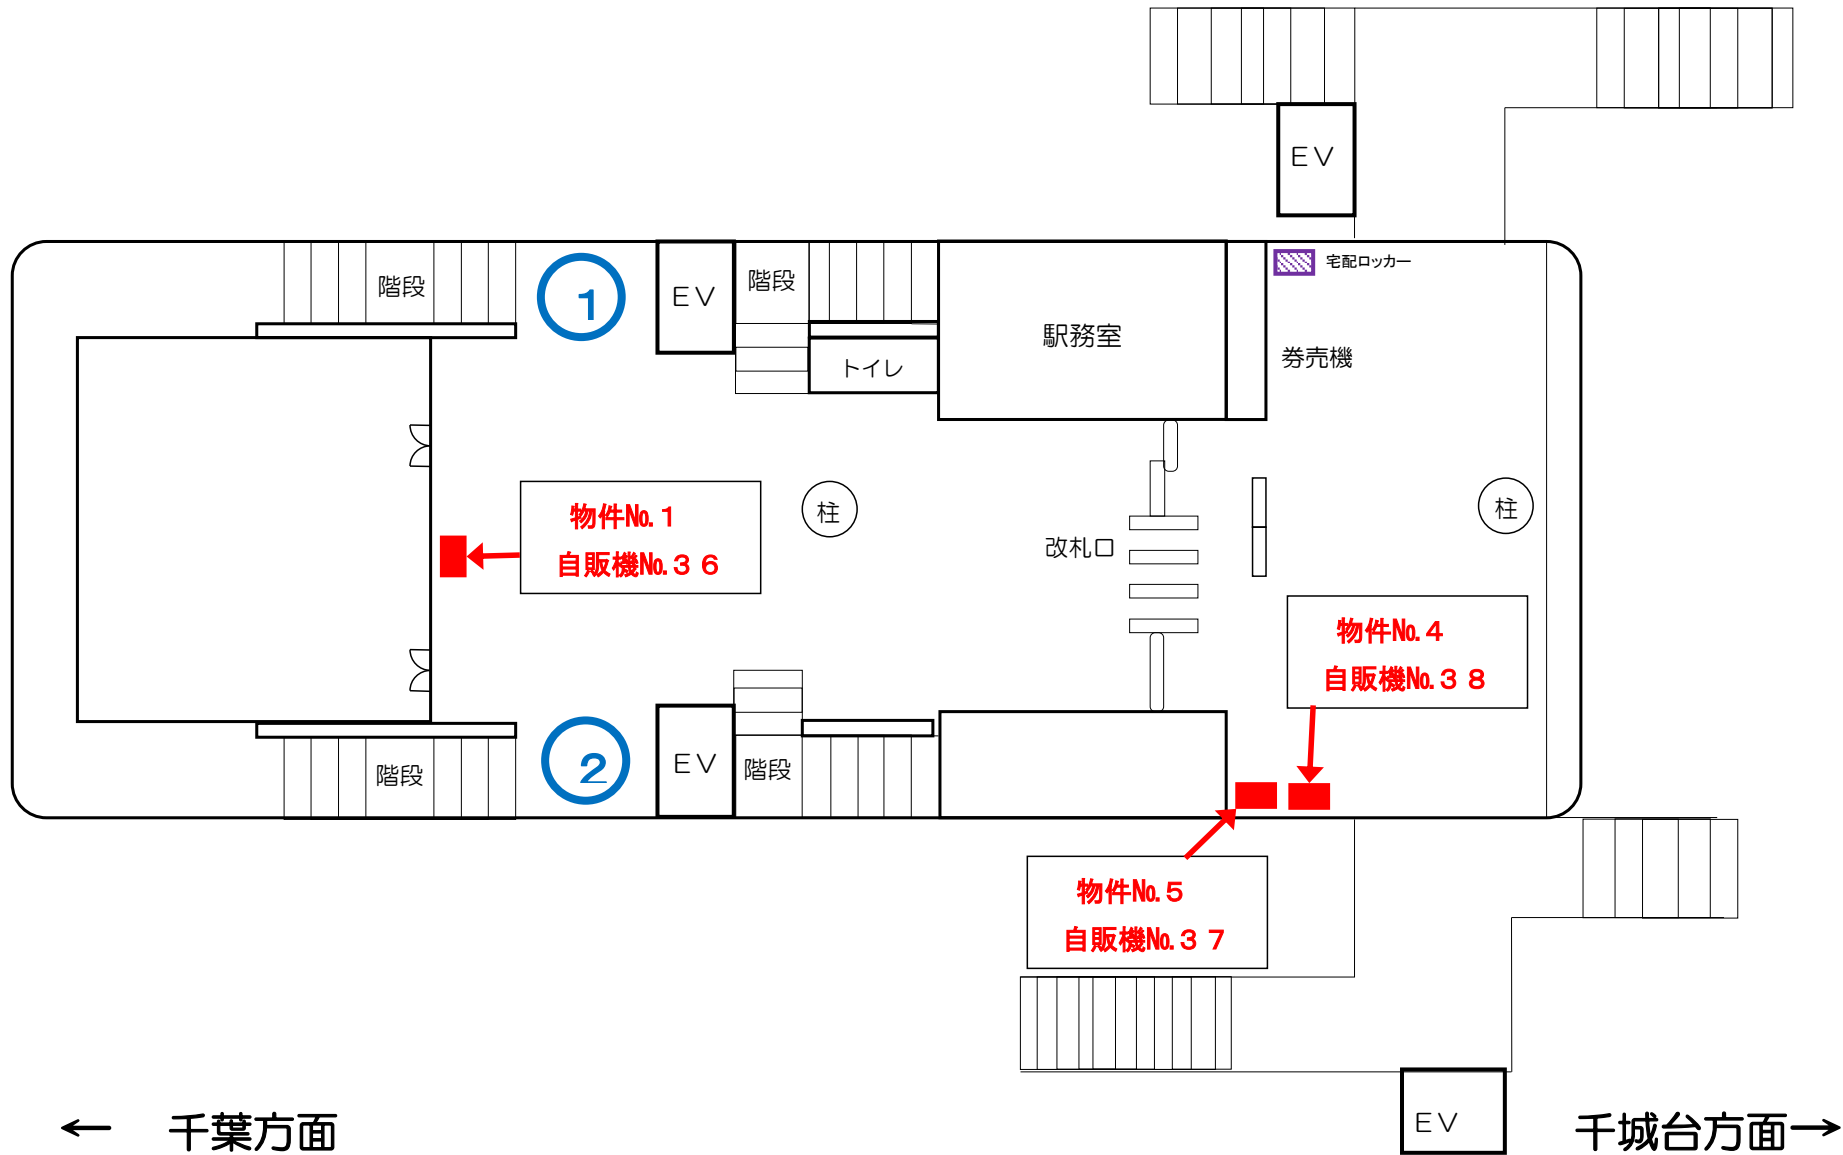 EV
宅配ロッカー
階段
1
EV
階段
駅務室
券売機
トイレ
物件№.1
自販機№.36
柱
柱
改札口
物件№.4
自販機№.38
階段
2
EV
階段
物件№.5
自販機№.37
EV
← 千葉方面
千城台方面→